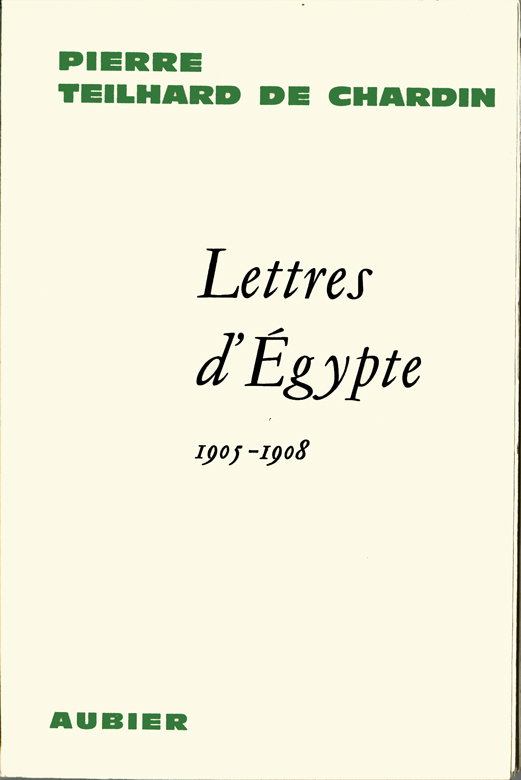 PIERRE
TEILHARD DE CHARDIN
Lettres
d'Égypte
1905-1908
AUBIER